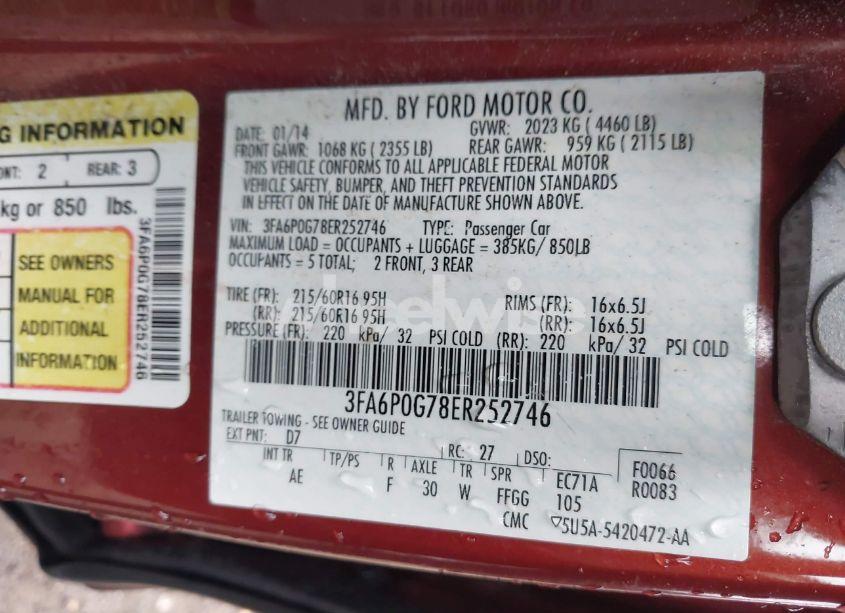 G INFORMATION
NT: 2 REAR: 3
kg or 850 lbs.
SEE OWNERS
MANUAL FOR
ADDITIONAL
INFORMATION
3FA6P0G78ER252746
MFD. BY FORD MOTOR CO.
DATE: 01/14 GVWR: 2023 KG ( 4460 LB)
FRONT GAWR: 1068 KG ( 2355 LB) REAR GAWR: 959 KG ( 2115 LB)
THIS VEHICLE CONFORMS TO ALL APPLICABLE FEDERAL MOTOR
VEHICLE SAFETY, BUMPER, AND THEFT PREVENTION STANDARDS
IN EFFECT ON THE DATE OF MANUFACTURE SHOWN ABOVE.
VIN: 3FA6P0G78ER252746 TYPE: Passenger Car
MAXIMUM LOAD = OCCUPANTS + LUGGAGE = 385KG/ 850LB
OCCUPANTS = 5 TOTAL; 2 FRONT, 3 REAR
TIRE (FR): 215/60R16 95H RIMS (FR): 16x6.5J
(RR): 215/60R16 95H (RR): 16x6.5J
PRESSURE (FR): 220 kPa/ 32 PSI COLD (RR): 220 kPa/ 32 PSI COLD
wheelwise
3FA6P0G78ER252746
TRAILER TOWING - SEE OWNER GUIDE
EXT PNT: D7 RC: 27 DSO: F0066
INT TR TP/PS R AXLE TR SPR EC71A R0083
AE F 30 W FFGG 105
CMC ▽5U5A-5420472-AA